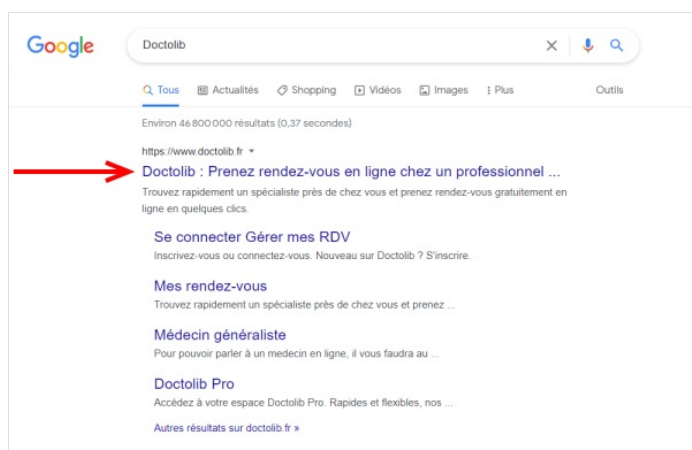 Google
Doctolib
Tous Actualités Shopping Vidéos Images Plus Outils
Environ 46 800 000 résultats (0,37 secondes)
https://www.doctolib.fr
Doctolib : Prenez rendez-vous en ligne chez un professionnel ...
Trouvez rapidement un spécialiste près de chez vous et prenez rendez-vous gratuitement en
ligne en quelques clics.
Se connecter Gérer mes RDV
Inscrivez-vous ou connectez-vous. Nouveau sur Doctolib ? S'inscrire.
Mes rendez-vous
Trouvez rapidement un spécialiste près de chez vous et prenez ...
Médecin généraliste
Pour pouvoir parler à un medecin en ligne, il vous faudra au ...
Doctolib Pro
Accédez à votre espace Doctolib Pro. Rapides et flexibles, nos ...
Autres résultats sur doctolib.fr »